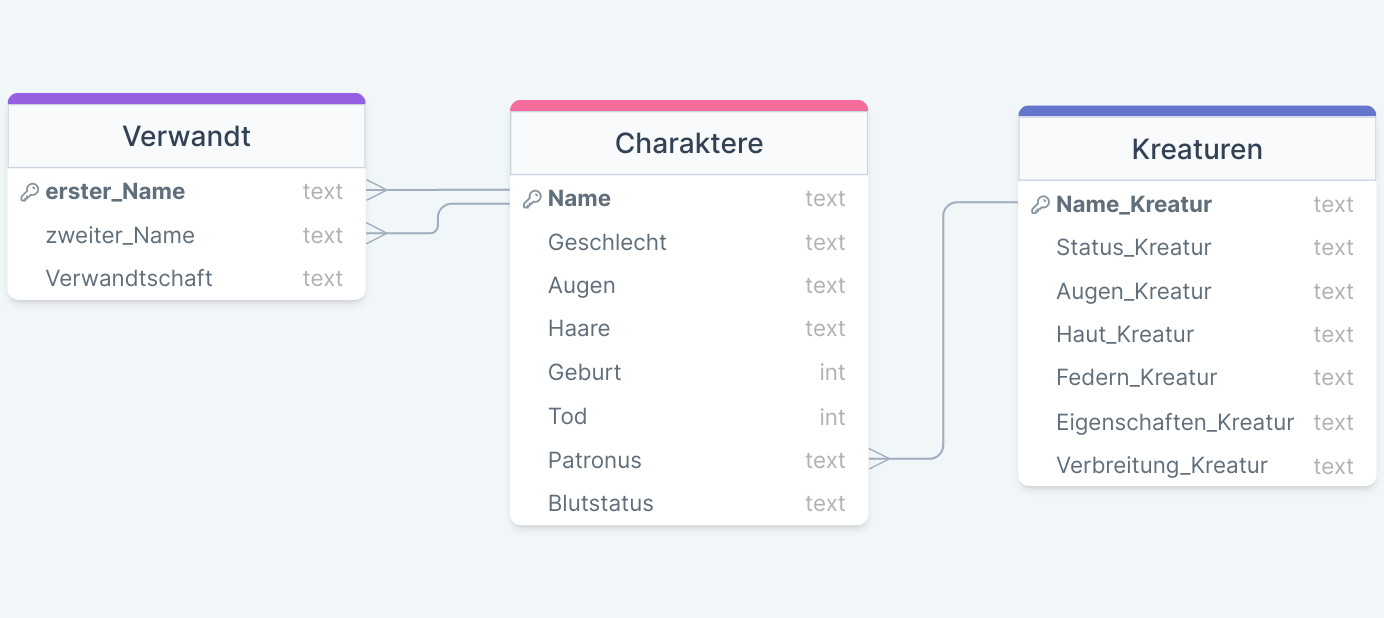 Verwandt
erster_Name text
zweiter_Name text
Verwandtschaft text
Charaktere
Name text
Geschlecht text
Augen text
Haare text
Geburt int
Tod int
Patronus text
Blutstatus text
Kreaturen
Name_Kreatur text
Status_Kreatur text
Augen_Kreatur text
Haut_Kreatur text
Federn_Kreatur text
Eigenschaften_Kreatur text
Verbreitung_Kreatur text